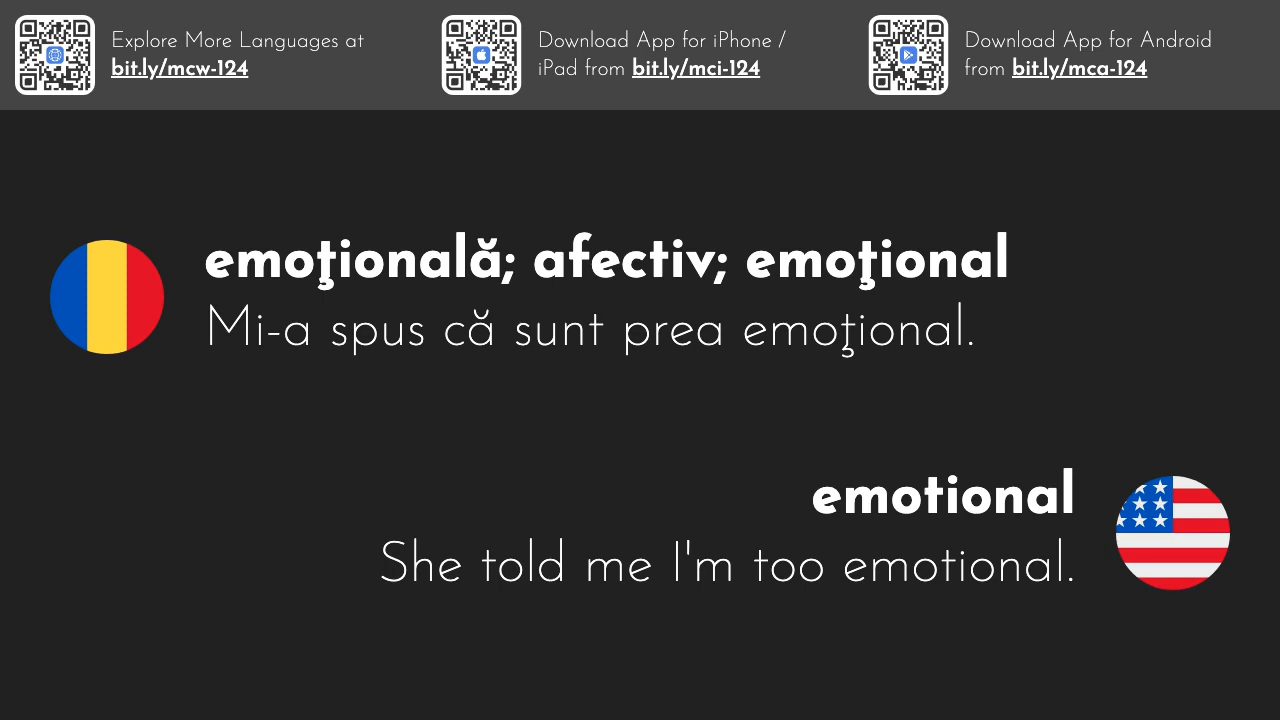 Explore More Languages at
bit.ly/mcw-124
Download App for iPhone /
iPad from bit.ly/mci-124
Download App for Android
from bit.ly/mca-124
emoţională; afectiv; emoţional
Mi-a spus că sunt prea emoţional.
emotional
She told me I'm too emotional.